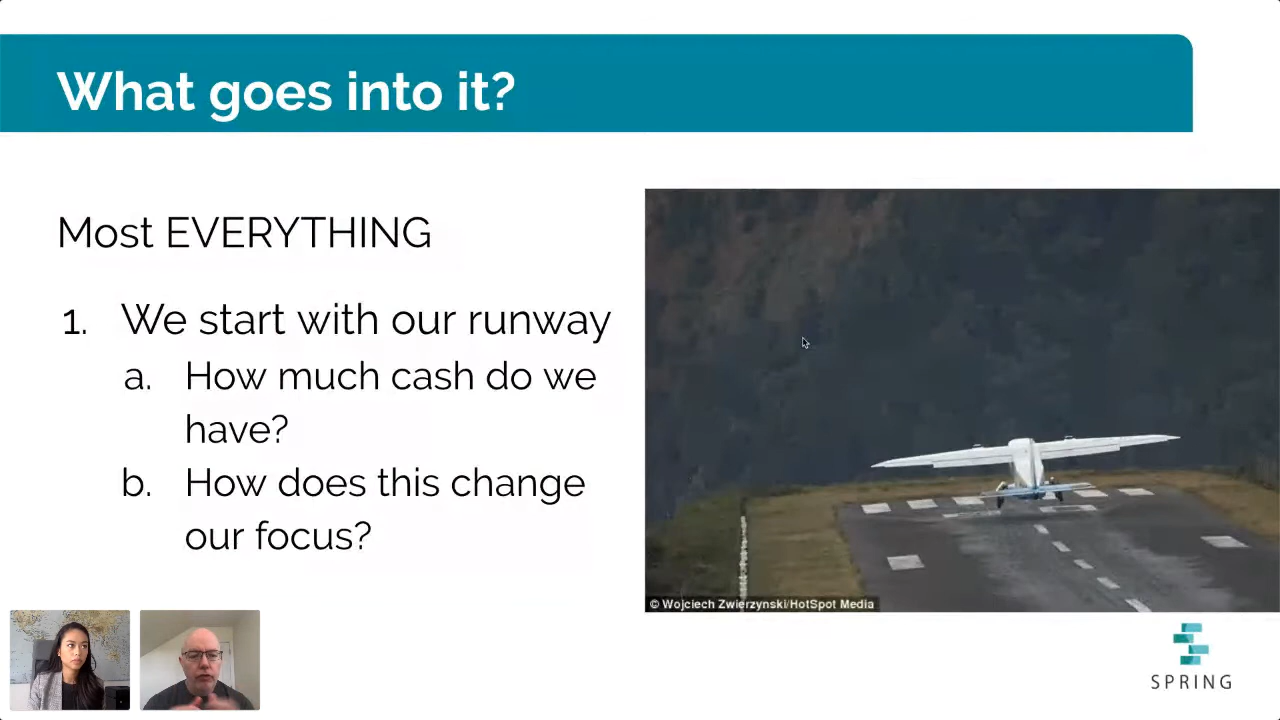 What goes into it?
Most EVERYTHING
1. We start with our runway
a. How much cash do we
have?
b. How does this change
our focus?
© Wojciech Zwierzynski/HotSpot Media
SPRING